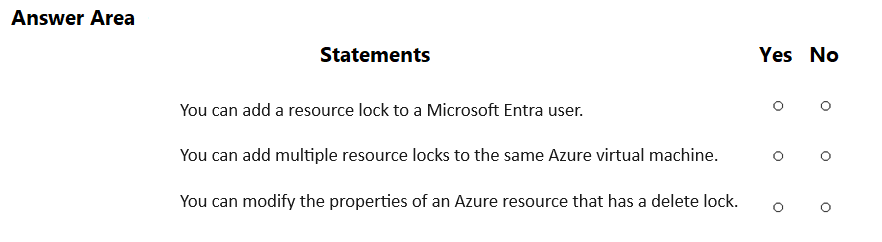 Answer Area
Statements Yes No
You can add a resource lock to a Microsoft Entra user.
You can add multiple resource locks to the same Azure virtual machine.
You can modify the properties of an Azure resource that has a delete lock.